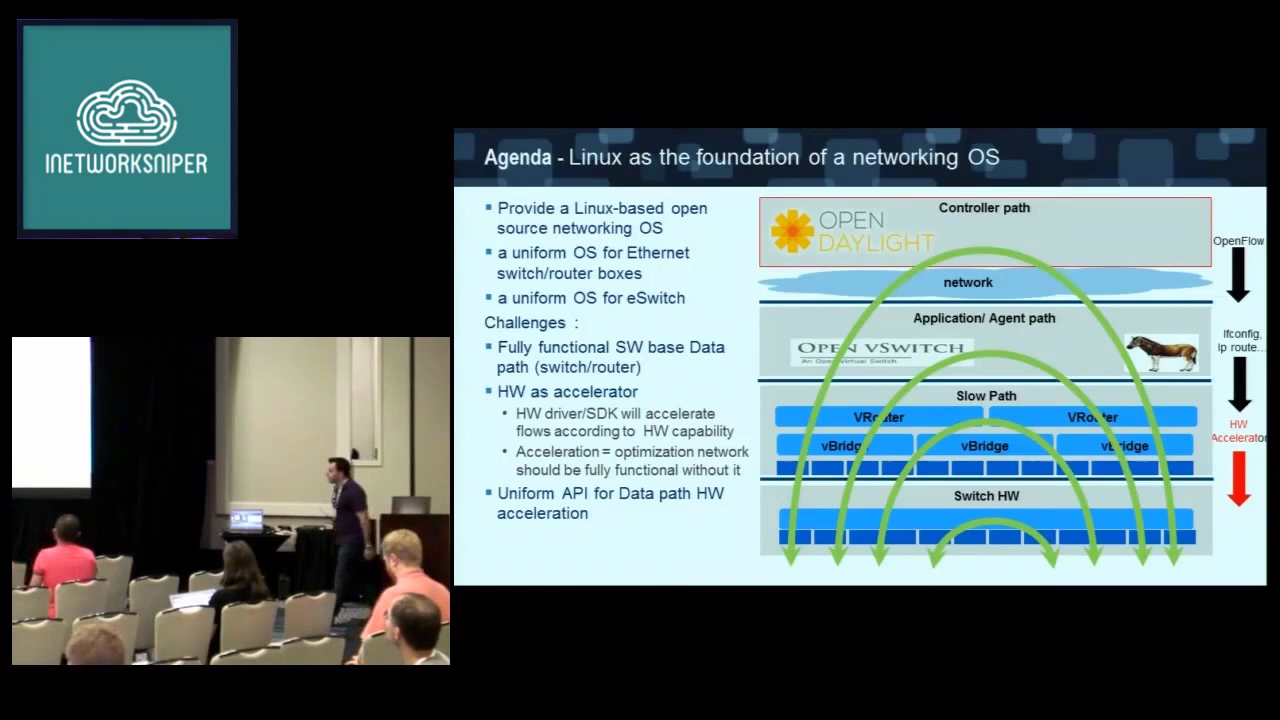 INETWORKSNIPER
Agenda - Linux as the foundation of a networking OS
Provide a Linux-based open
source networking OS
a uniform OS for Ethernet
switch/router boxes
a uniform OS for eSwitch
Challenges :
Fully functional SW base Data
path (switch/router)
HW as accelerator
HW driver/SDK will accelerate
flows according to HW capability
Acceleration = optimization network
should be fully functional without it
Uniform API for Data path HW
acceleration
Controller path
OPEN
DAYLIGHT
network
Application/ Agent path
OPEN VSWITCH
An Open Virtual Switch
Slow Path
VRouter VRouter
vBridge vBridge vBridge
Switch HW
OpenFlow
Ifconfig,
Ip route...
HW
Accelerator